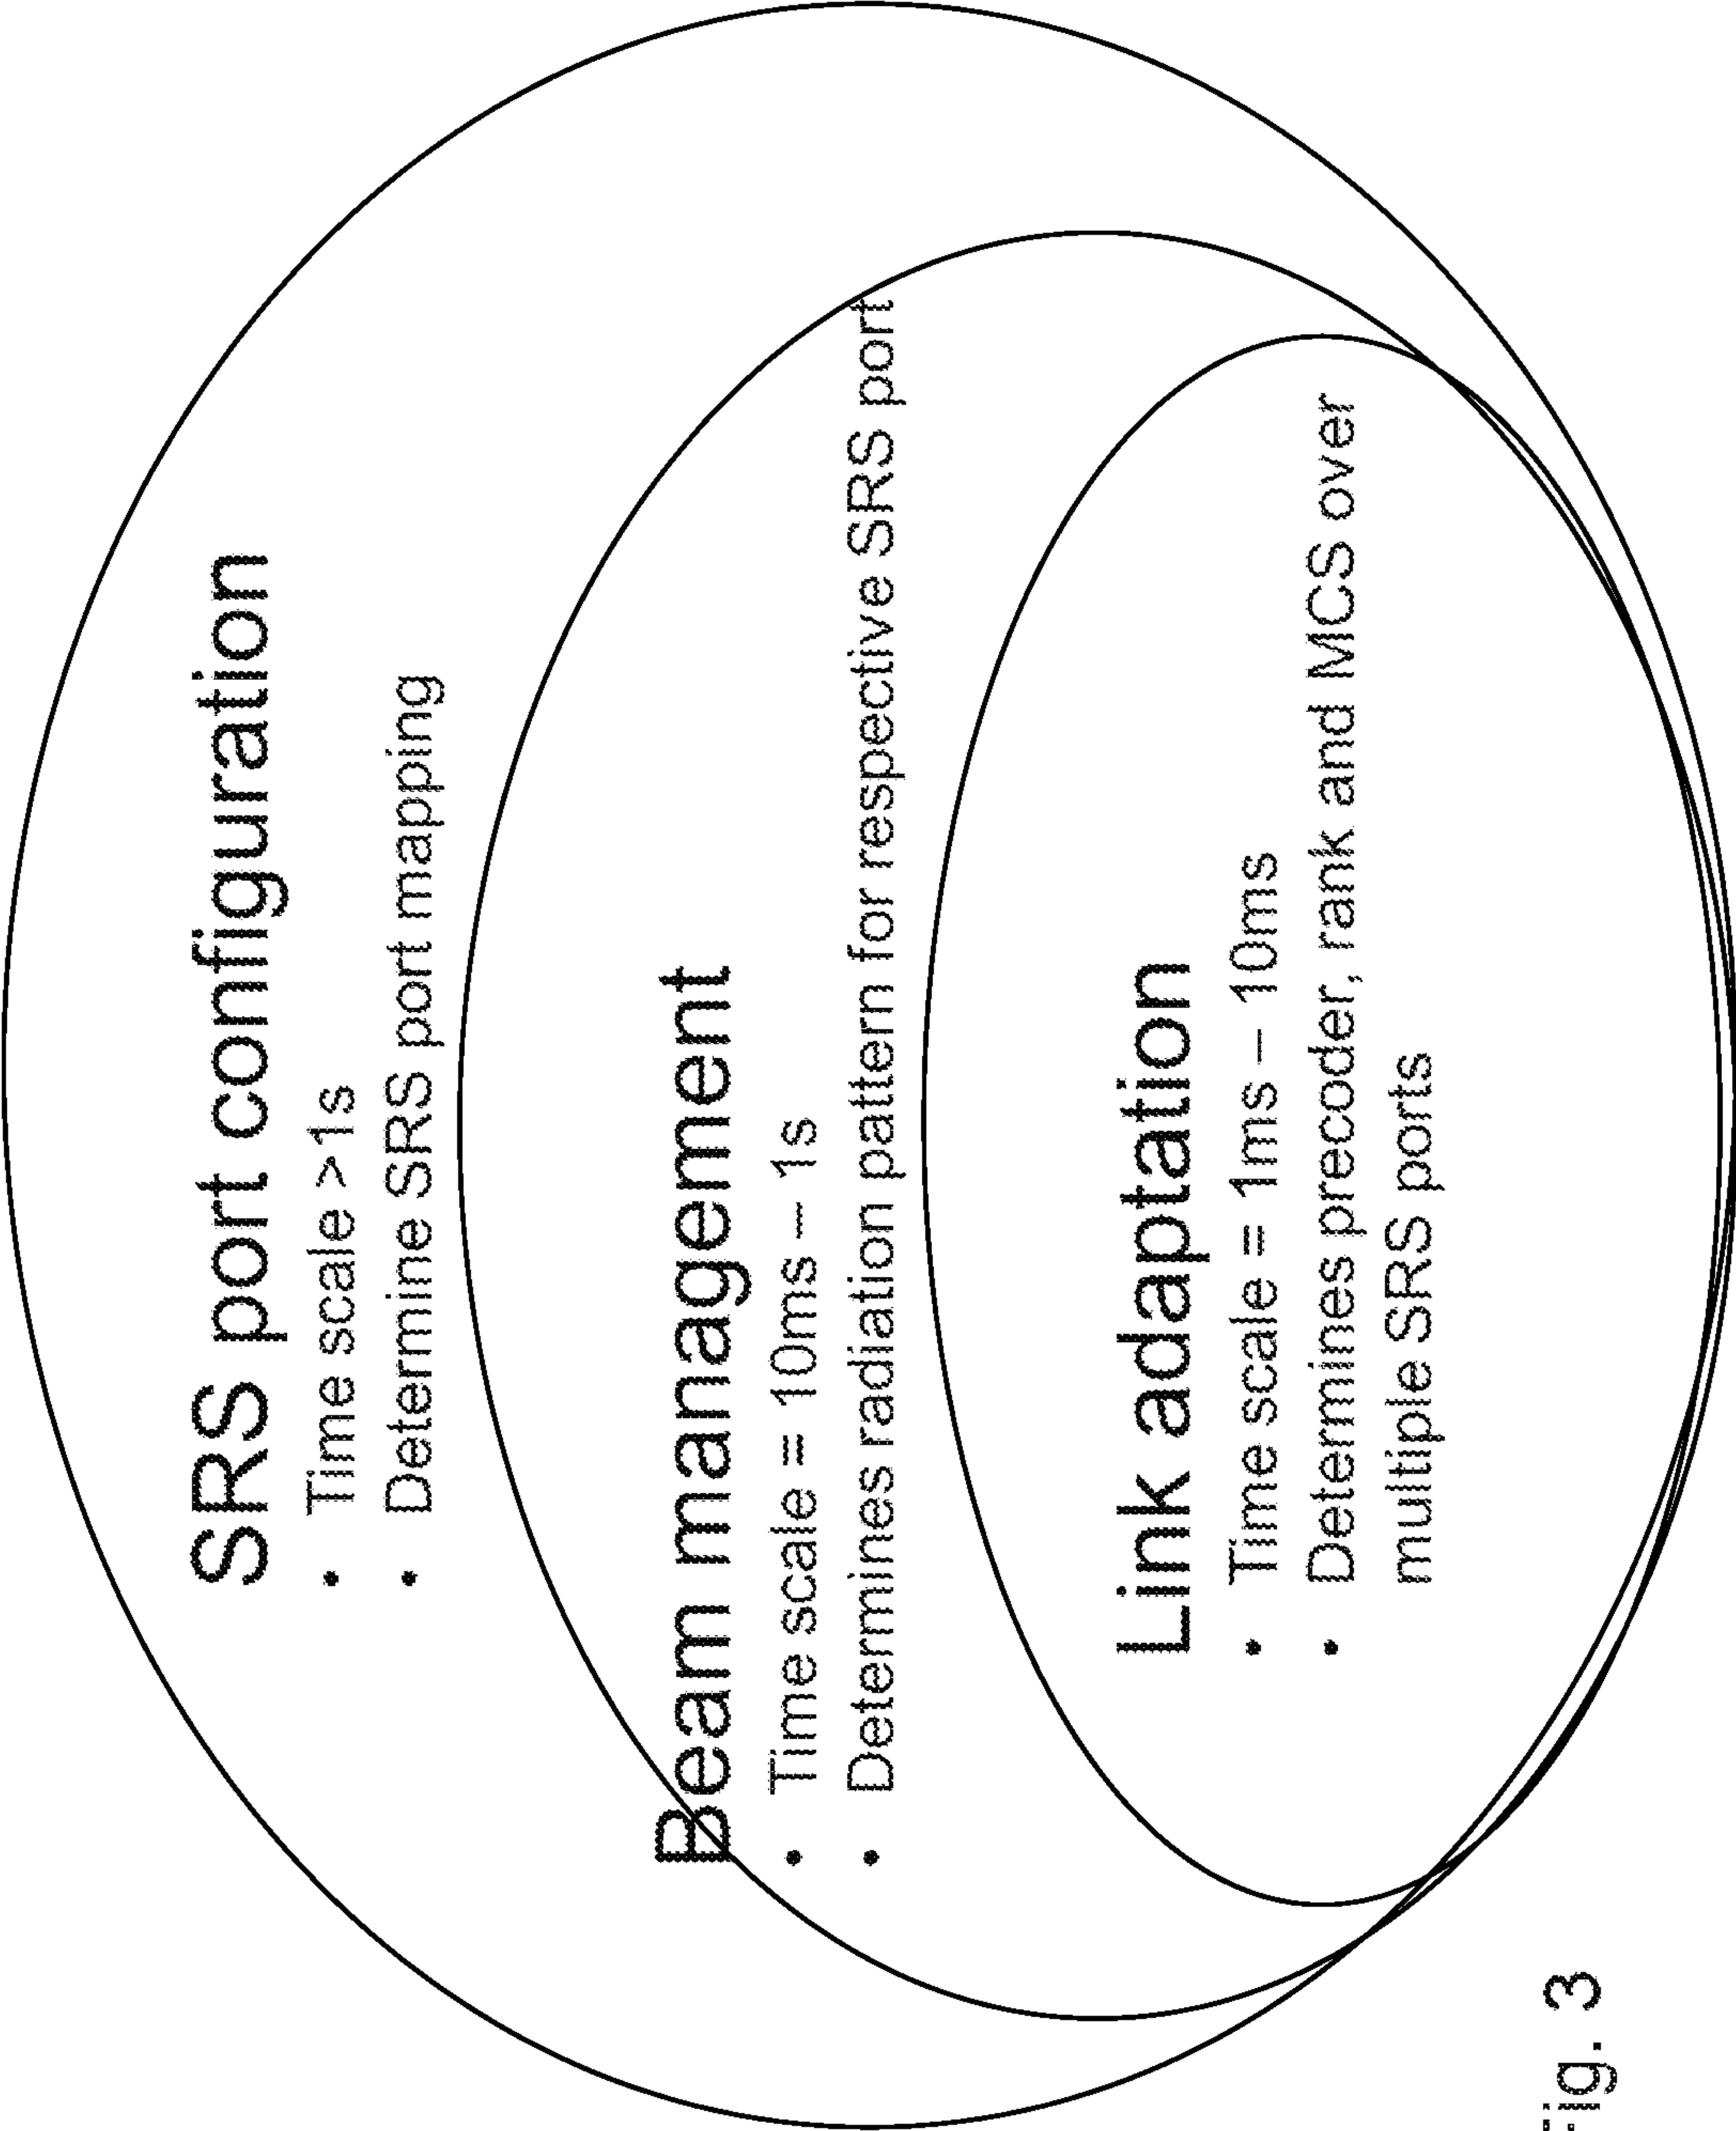 SRS port configuration
• Time scale >1s
• Determine SRS port mapping
Beam management
• Time scale = 10ms – 1s
• Determines radiation pattern for respective SRS port
Link adaptation
• Time scale = 1ms – 10ms
• Determines precoder, rank and MCS over
multiple SRS ports
Fig. 3